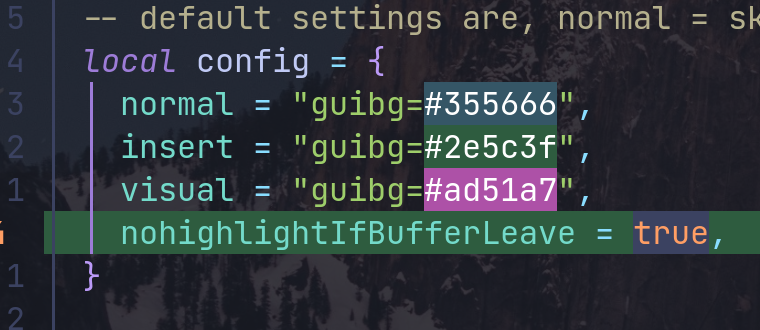 5 -- default settings are, normal = sk
4 local config = {
3 normal = "guibg=#355666",
2 insert = "guibg=#2e5c3f",
1 visual = "guibg=#ad51a7",
nohighlightIfBufferLeave = true,
1 }
2